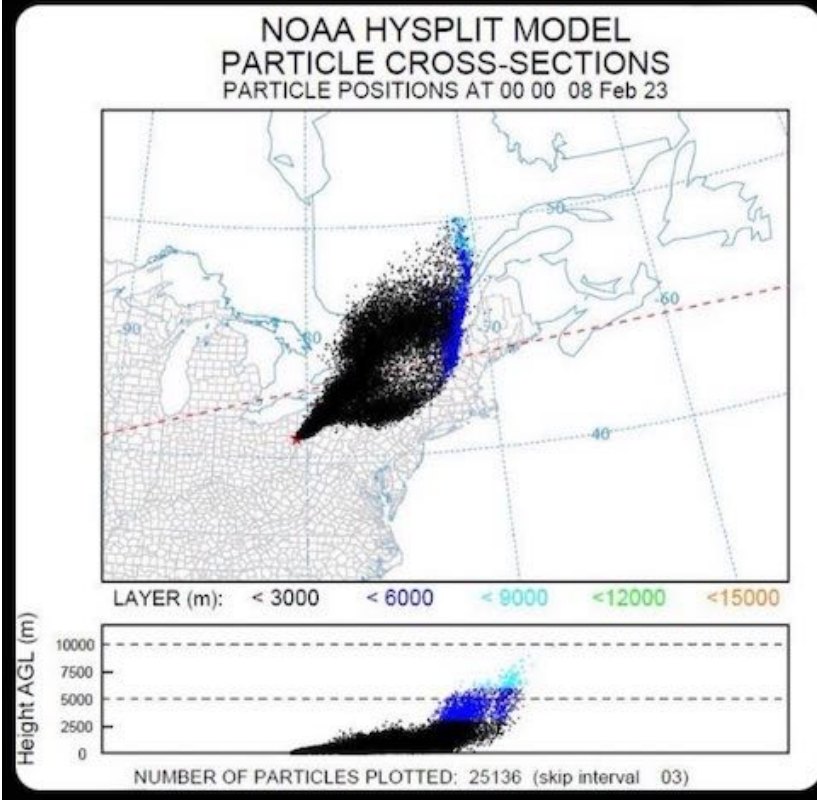 NOAA HYSPLIT MODEL
PARTICLE CROSS-SECTIONS
PARTICLE POSITIONS AT 00 00 08 Feb 23
50
-60
-90
-80
-70
40
LAYER (m): < 3000 < 6000 < 9000 <12000 <15000
Height AGL (m)
10000
7500
5000
2500
0
NUMBER OF PARTICLES PLOTTED: 25136 (skip interval 03)